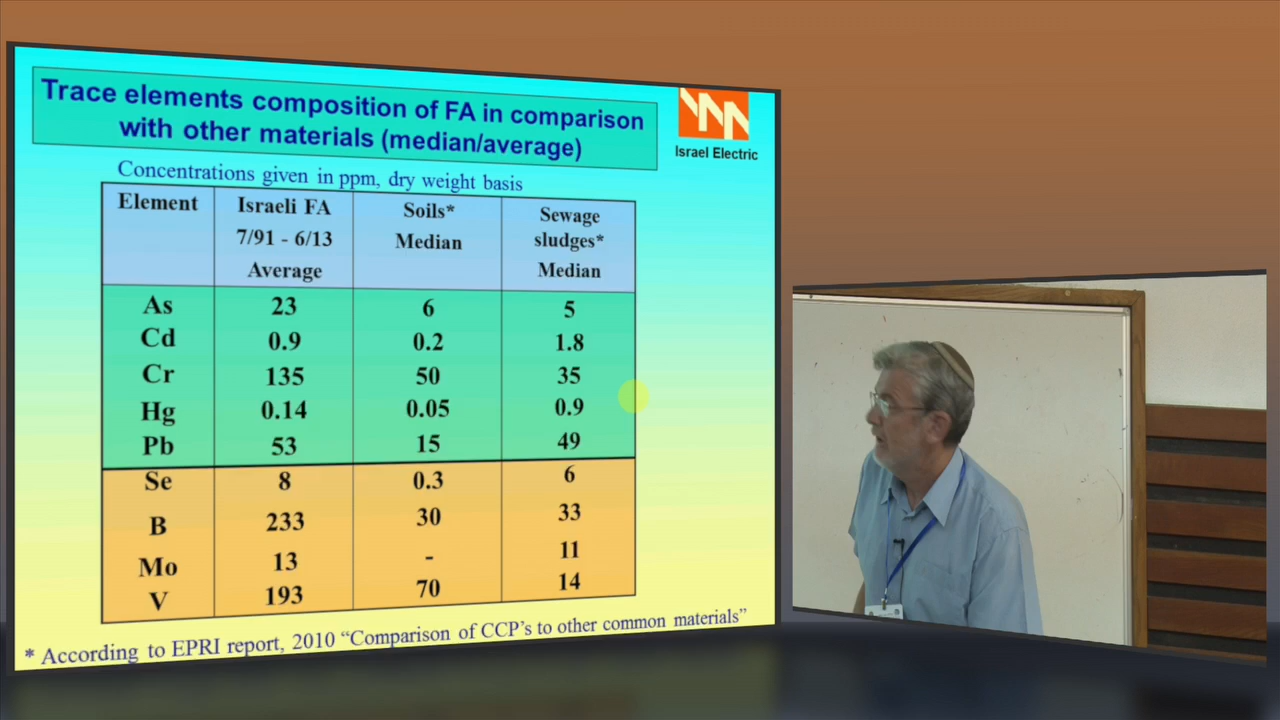 Trace elements composition of FA in comparison
with other materials (median/average)
Israel Electric
Concentrations given in ppm, dry weight basis
Element Israeli FA Soils* Sewage
7/91 - 6/13 Median sludges*
Average Median
As 23 6 5
Cd 0.9 0.2 1.8
Cr 135 50 35
Hg 0.14 0.05 0.9
Pb 53 15 49
Se 8 0.3 6
B 233 30 33
Mo 13 - 11
V 193 70 14
* According to EPRI report, 2010 “Comparison of CCP’s to other common materials”